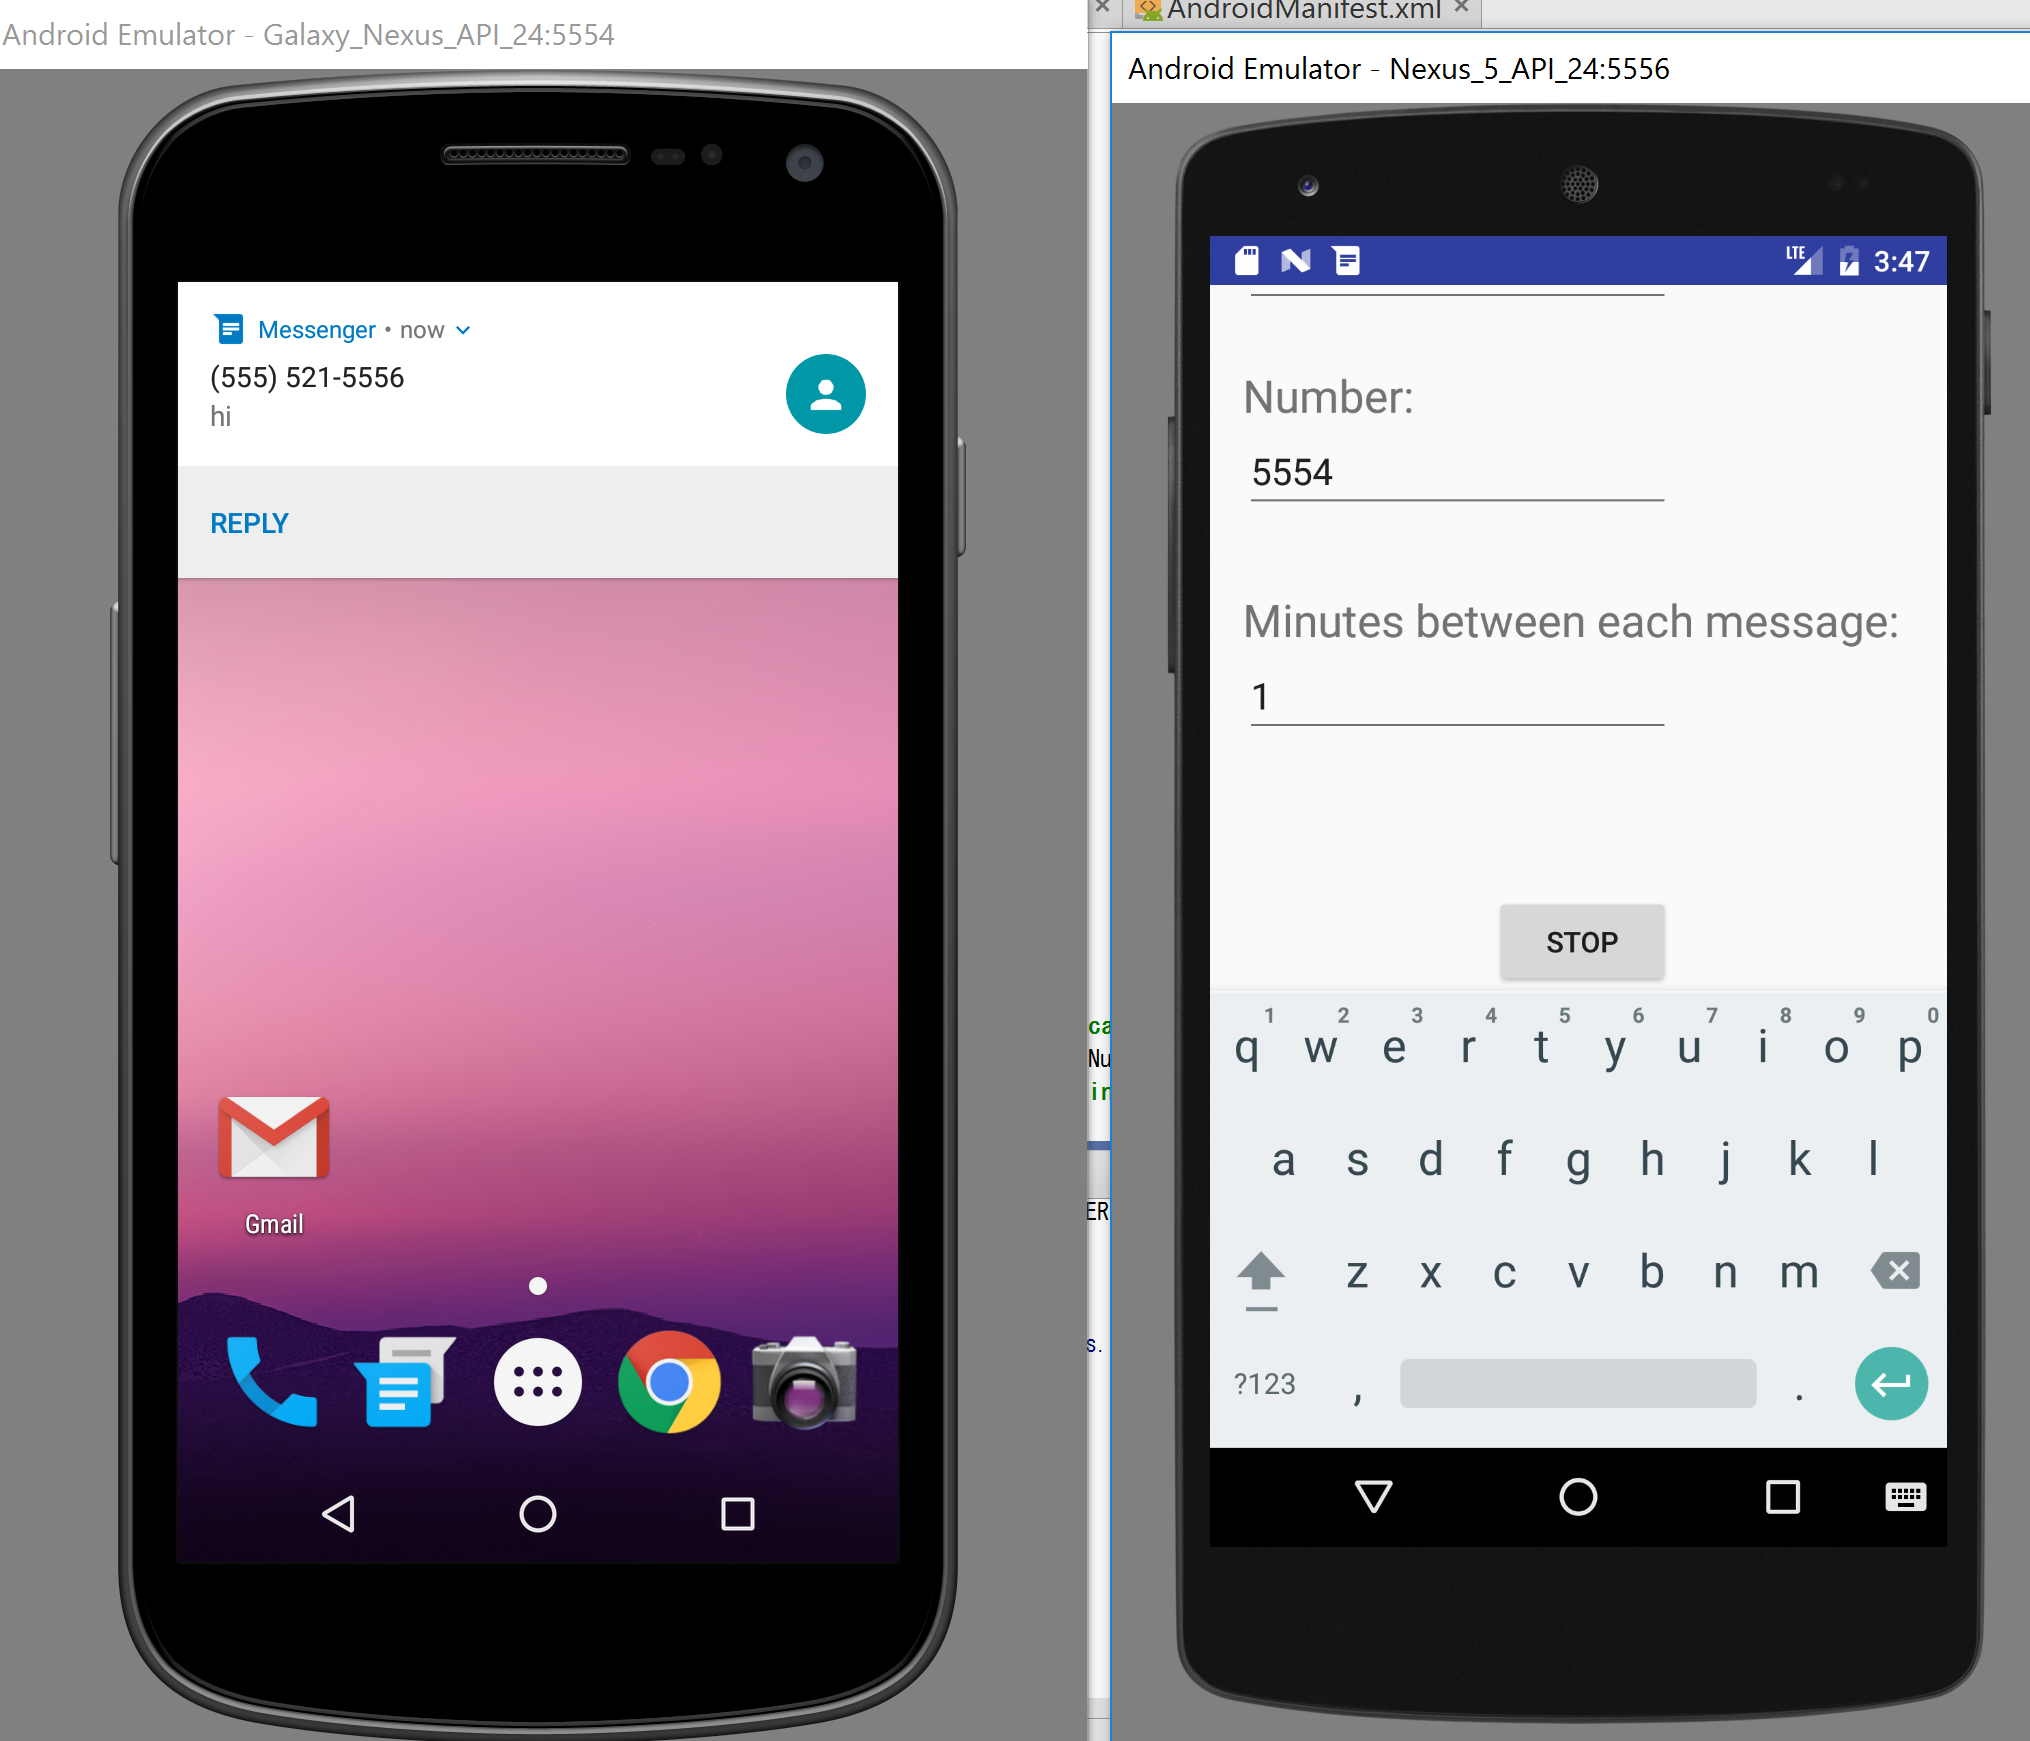 Android Emulator - Galaxy_Nexus_API_24:5554
Messenger • now
(555) 521-5556
hi
REPLY
Gmail
AndroidManifest.xml
ca
Nu
in
ER
s.
Android Emulator - Nexus_5_API_24:5556
LTE 3:47
Number:
5554
Minutes between each message:
1
STOP
1 2 3 4 5 6 7 8 9 0
q w e r t y u i o p
a s d f g h j k l
z x c v b n m
?123 , .